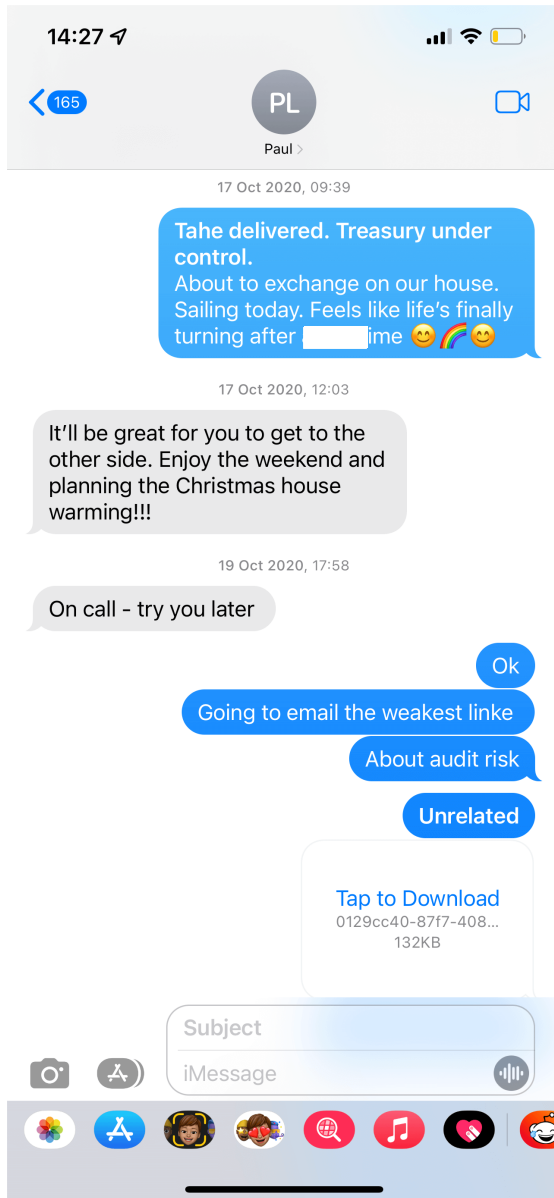 14:27
165
PL
Paul
17 Oct 2020, 09:39
Tahe delivered. Treasury under
control.
About to exchange on our house.
Sailing today. Feels like life’s finally
turning after ime 😊🌈😊
17 Oct 2020, 12:03
It’ll be great for you to get to the
other side. Enjoy the weekend and
planning the Christmas house
warming!!!
19 Oct 2020, 17:58
On call - try you later
Ok
Going to email the weakest linke
About audit risk
Unrelated
Tap to Download
0129cc40-87f7-408...
132KB
Subject
iMessage